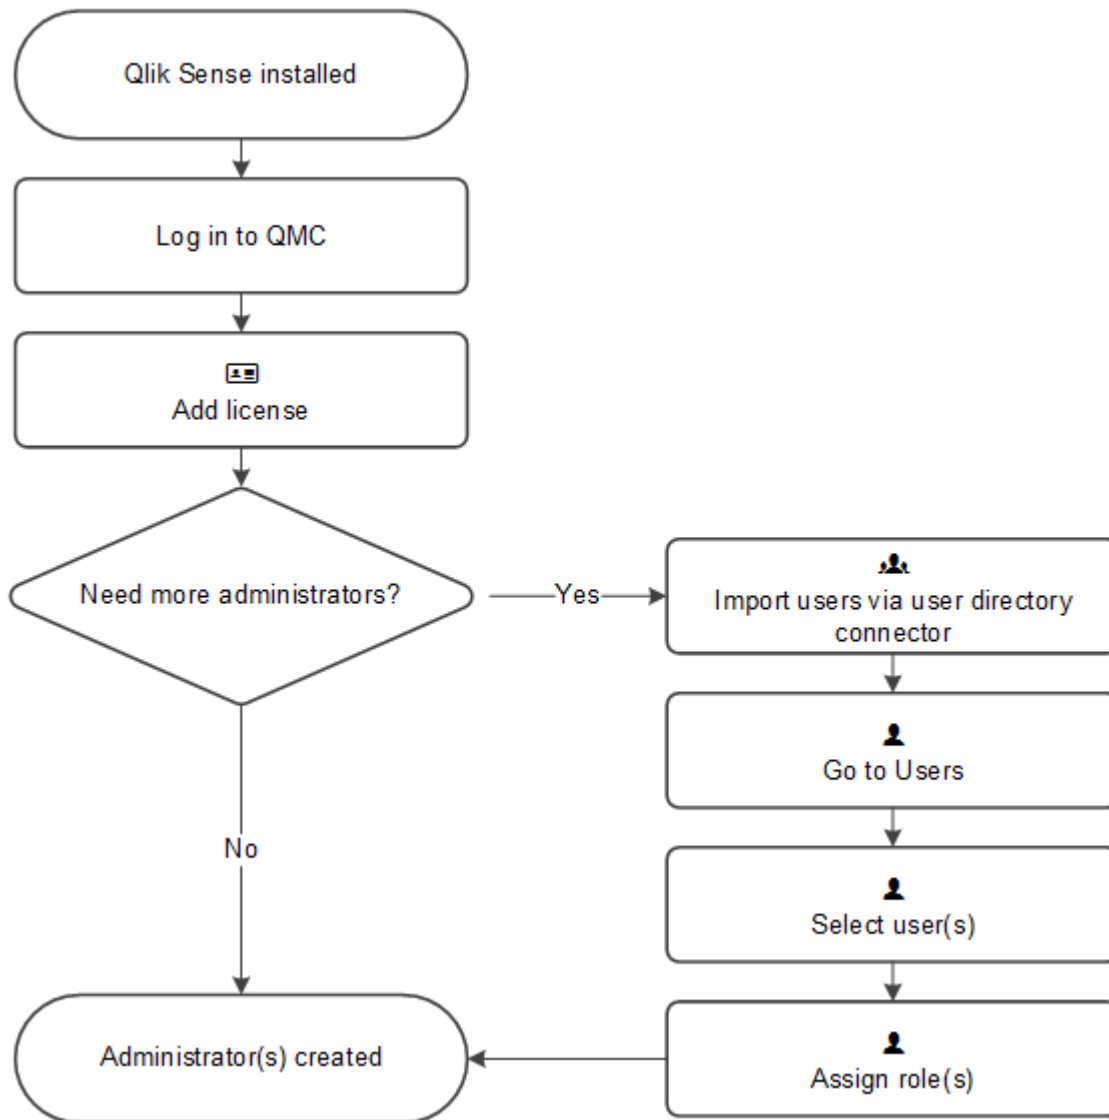 Qlik Sense installed
Log in to QMC
Add license
Need more administrators?
Yes
Import users via user directory
connector
Go to Users
Select user(s)
Assign role(s)
No
Administrator(s) created